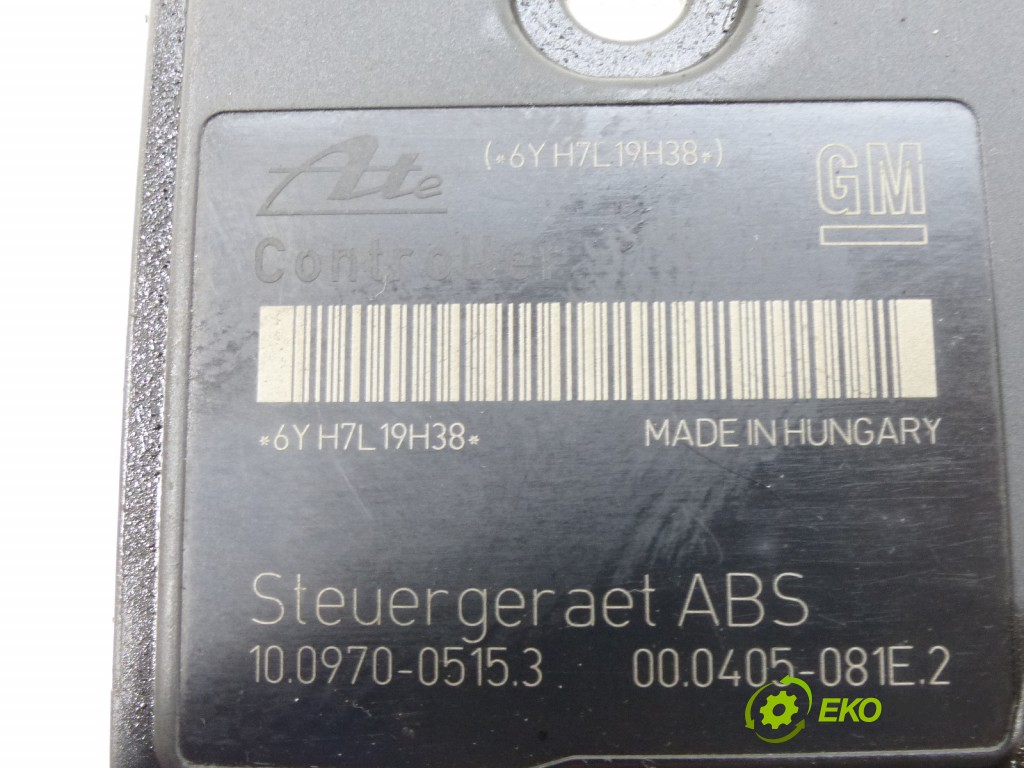 Ate (*6Y H7L19H38*) GM
Controller
*6Y H7L19H38* MADE IN HUNGARY
Steuergeraet ABS
10.0970-0515.3 00.0405-081E.2
EKO